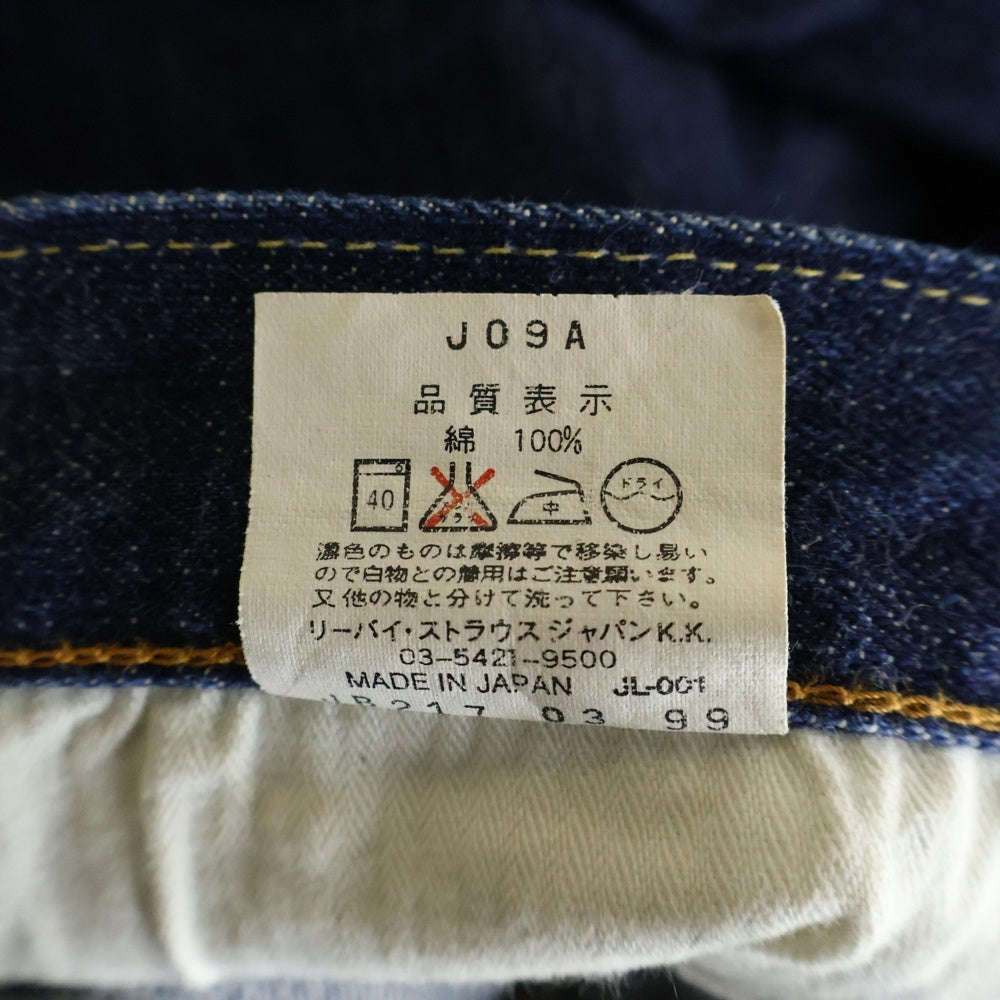 J09A
品質表示
綿 100%
40 中 ドライ
濃色のものは摩擦等で移染し易い
ので白物との着用はご注意願います。
又他の物と分けて洗って下さい。
リーバイ・ストラウスジャパンK.K.
03-5421-9500
MADE IN JAPAN JL-001
217 03 99